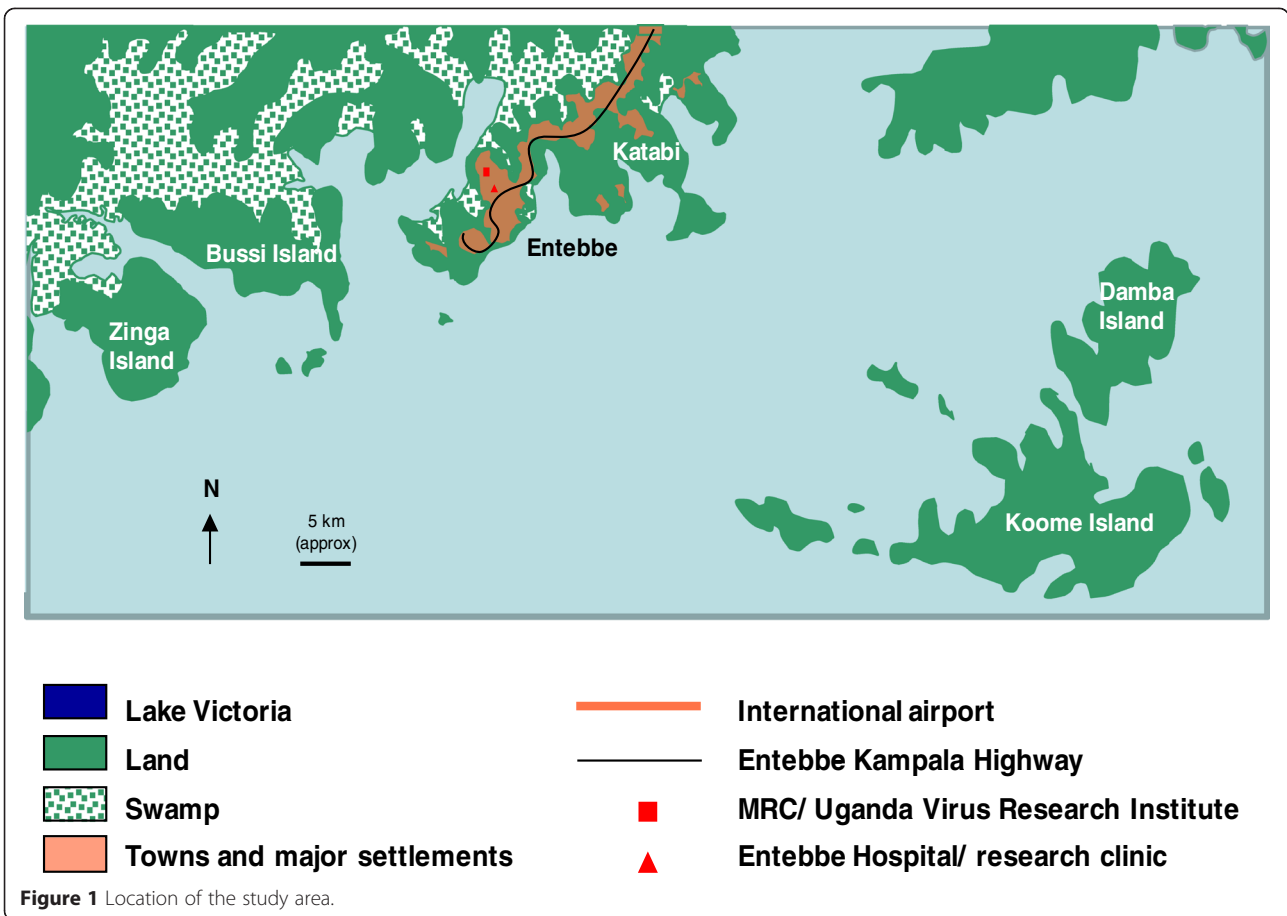 Katabi
Entebbe
Bussi Island
Zinga
Island
Damba
Island
Koome Island
N
5 km
(approx)
Lake Victoria
Land
Swamp
Towns and major settlements
International airport
Entebbe Kampala Highway
MRC/ Uganda Virus Research Institute
Entebbe Hospital/ research clinic
Figure 1 Location of the study area.